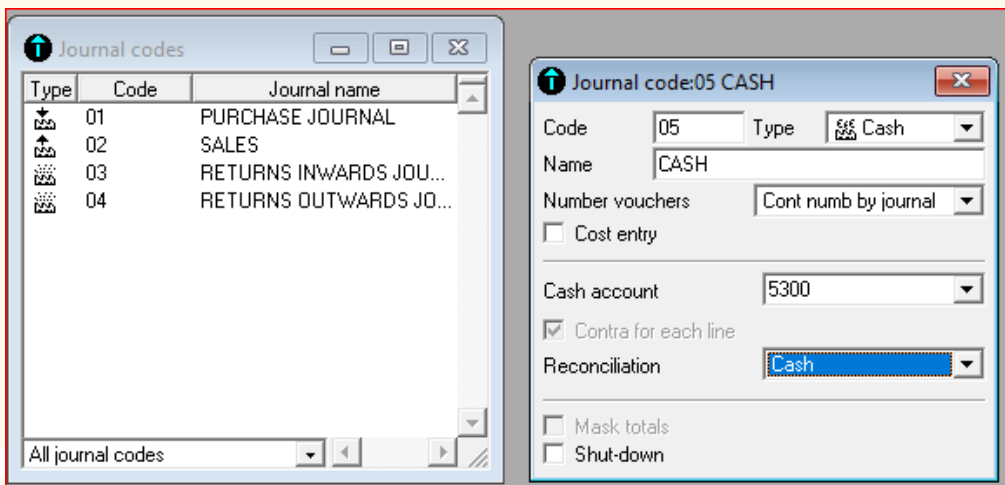 Journal codes
Type Code Journal name
01 PURCHASE JOURNAL
02 SALES
03 RETURNS INWARDS JOU...
04 RETURNS OUTWARDS JO...
All journal codes
Journal code:05 CASH
Code 05 Type Cash
Name CASH
Number vouchers Cont numb by journal
Cost entry
Cash account 5300
Contra for each line
Reconciliation Cash
Mask totals
Shut-down